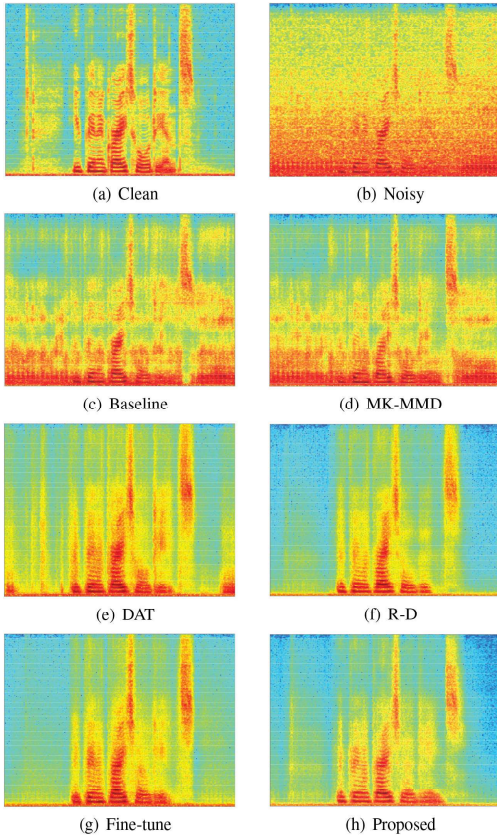 (a) Clean
(b) Noisy
(c) Baseline
(d) MK-MMD
(e) DAT
(f) R-D
(g) Fine-tune
(h) Proposed